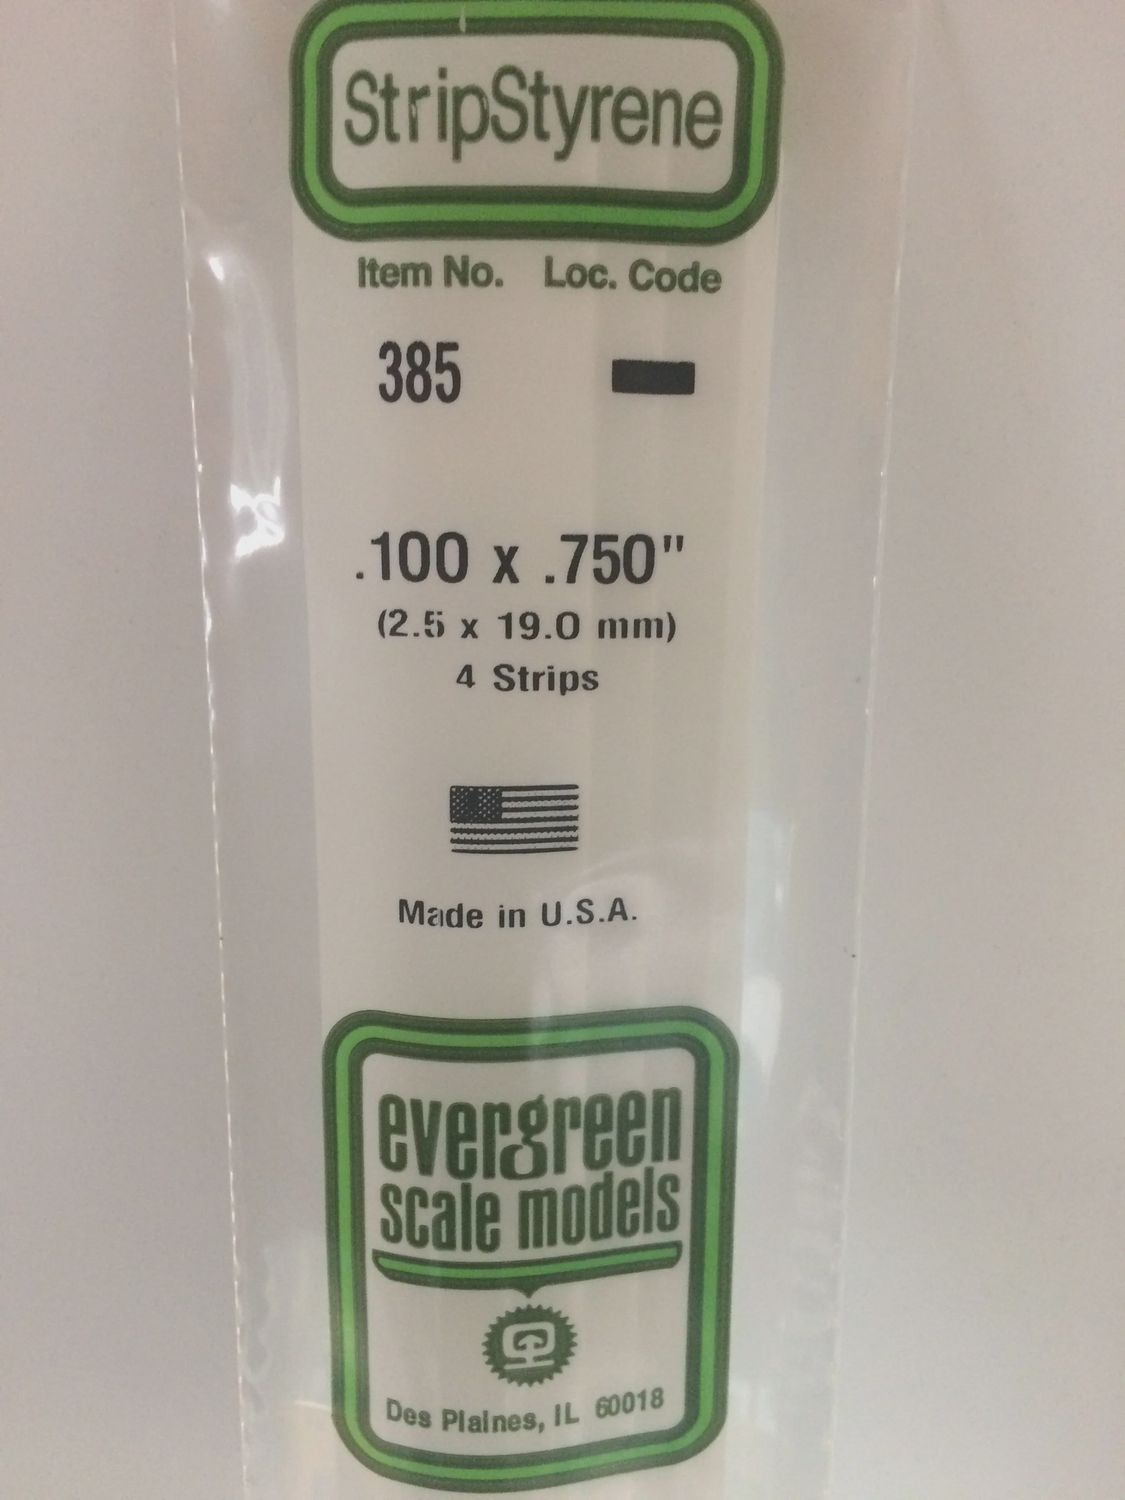 StripStyrene
Item No. Loc. Code
385
.100 x .750"
(2.5 x 19.0 mm)
4 Strips
Made in U.S.A.
evergreen
scale models
Des Plaines, IL 60018